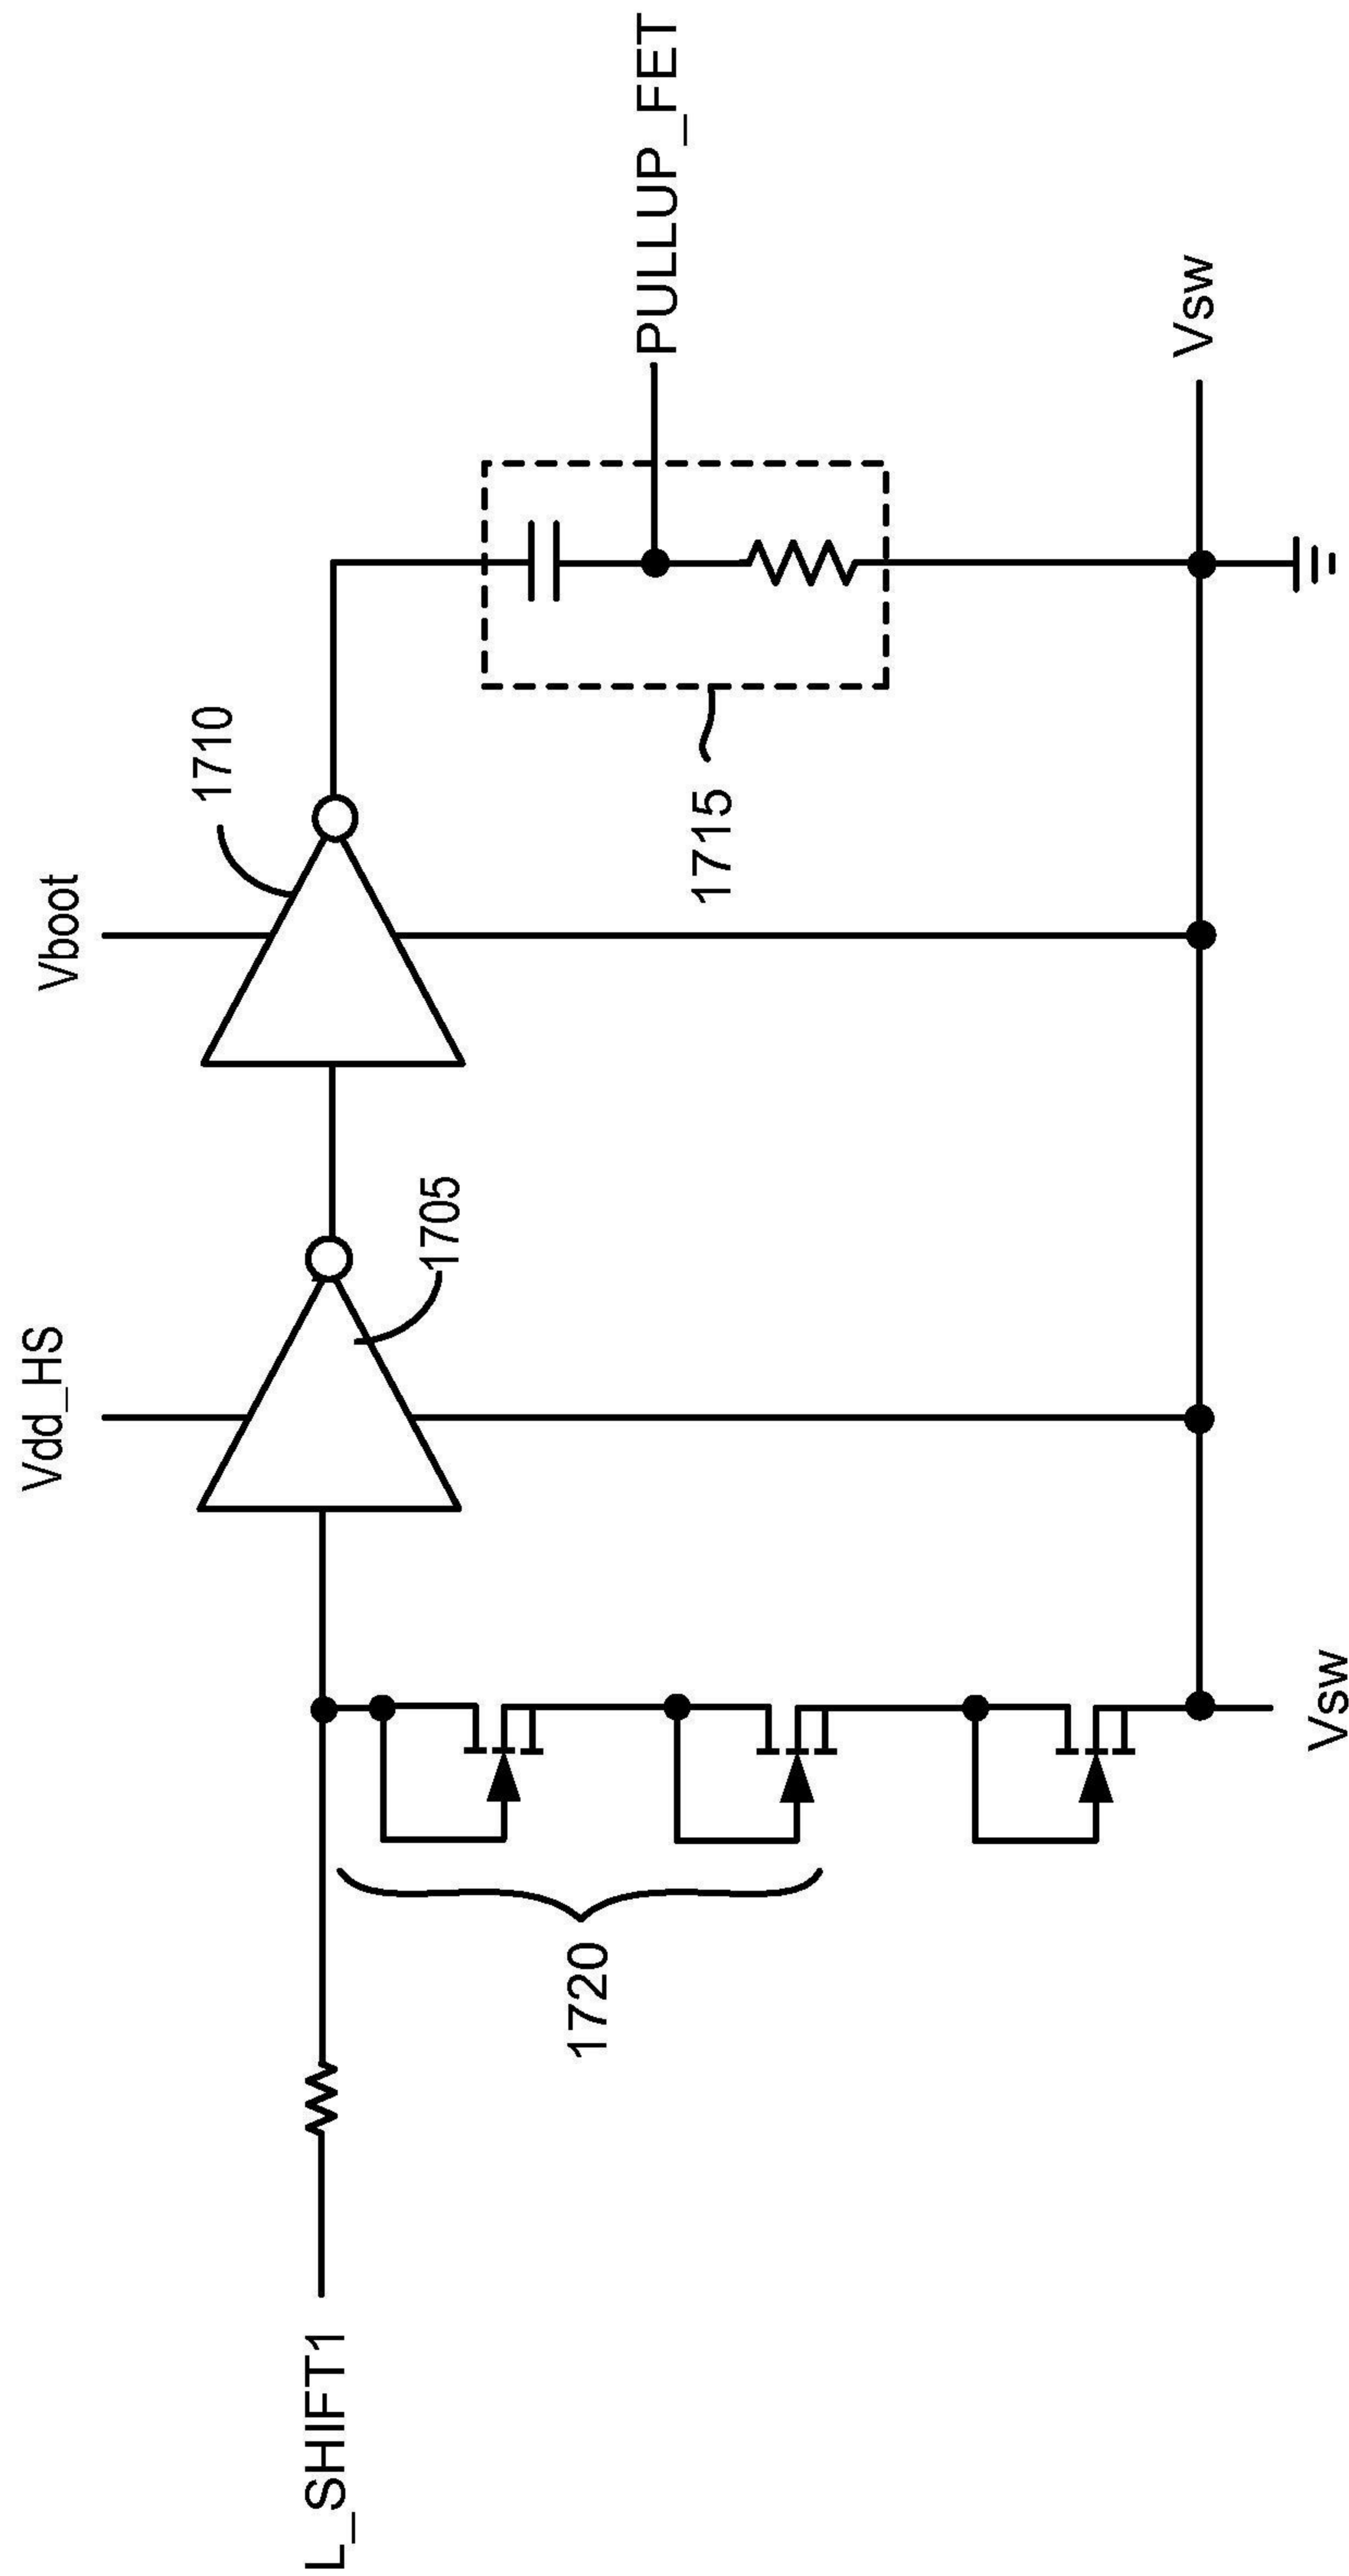 Vdd_HS
Vboot
1710
1705
L_SHIFT1
1720
1715
PULLUP_FET
Vsw
Vsw